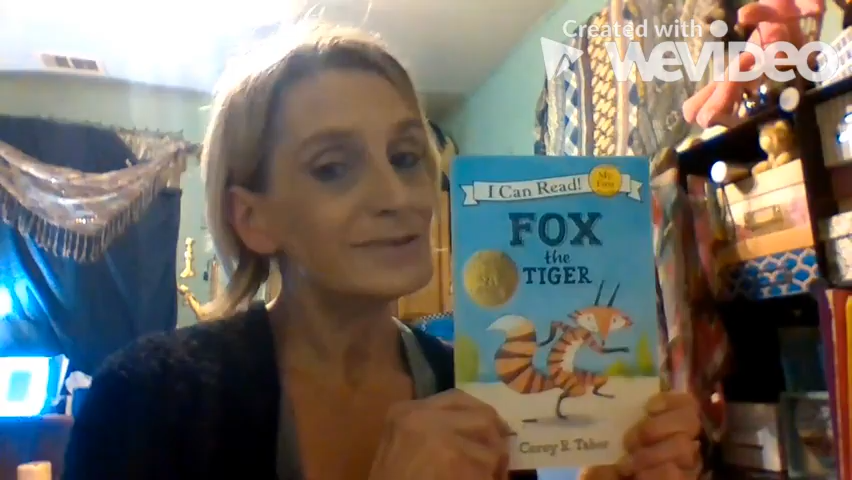 Created with
WEVIDEO
I Can Read!
My
First
FOX
the
TIGER
Corey R. Tabor